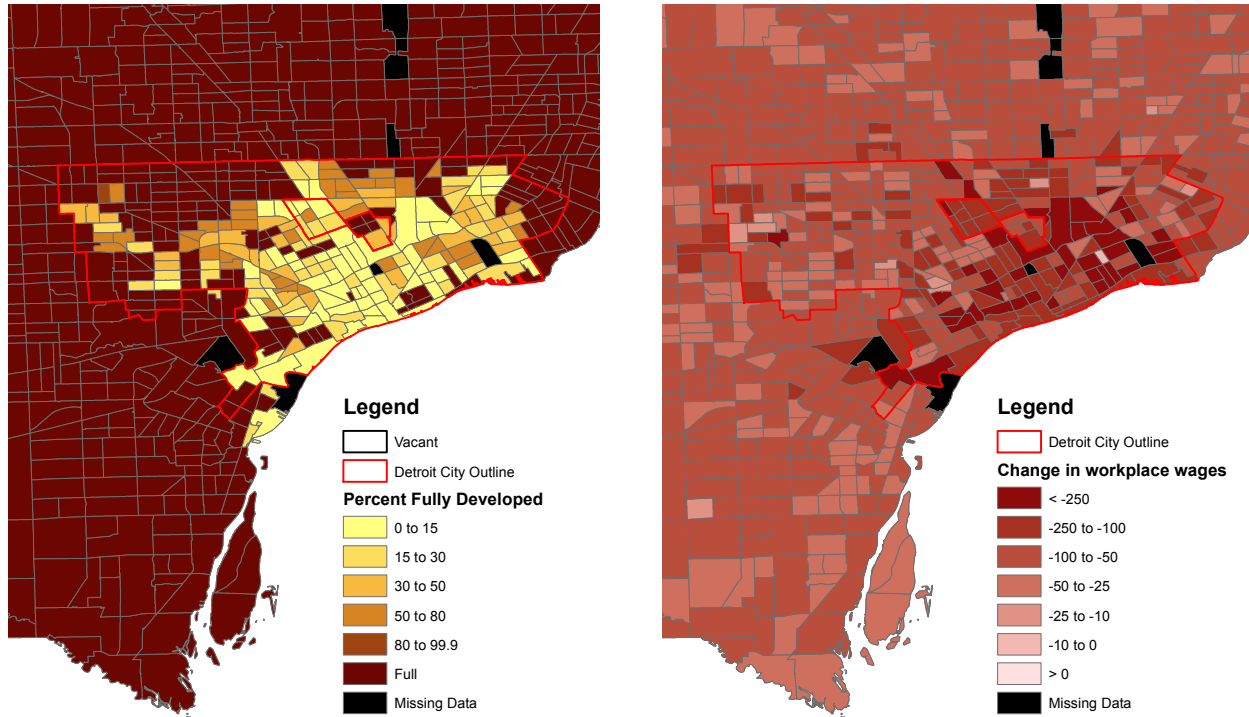 Legend
Vacant
Detroit City Outline
Percent Fully Developed
0 to 15
15 to 30
30 to 50
50 to 80
80 to 99.9
Full
Missing Data
Legend
Detroit City Outline
Change in workplace wages
< -250
-250 to -100
-100 to -50
-50 to -25
-25 to -10
-10 to 0
> 0
Missing Data